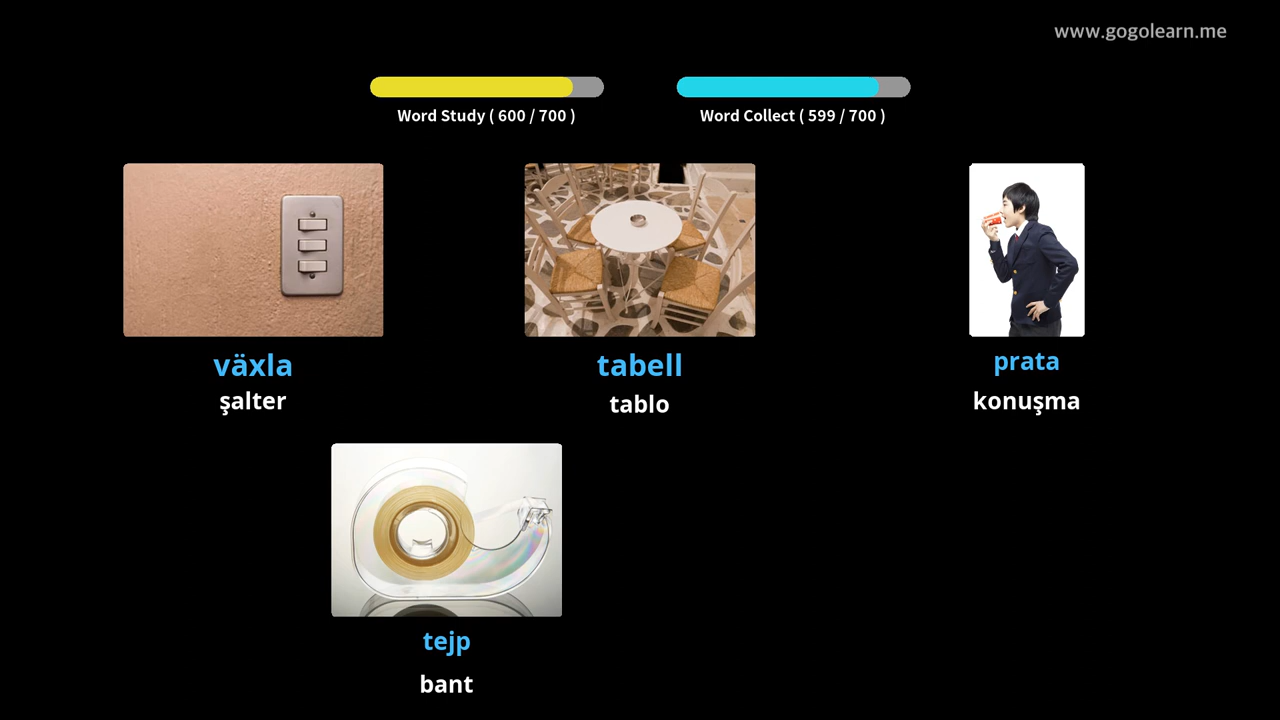 www.gogolearn.me
Word Study ( 600 / 700 )
Word Collect ( 599 / 700 )
växla
şalter
tabell
tablo
prata
konuşma
tejp
bant